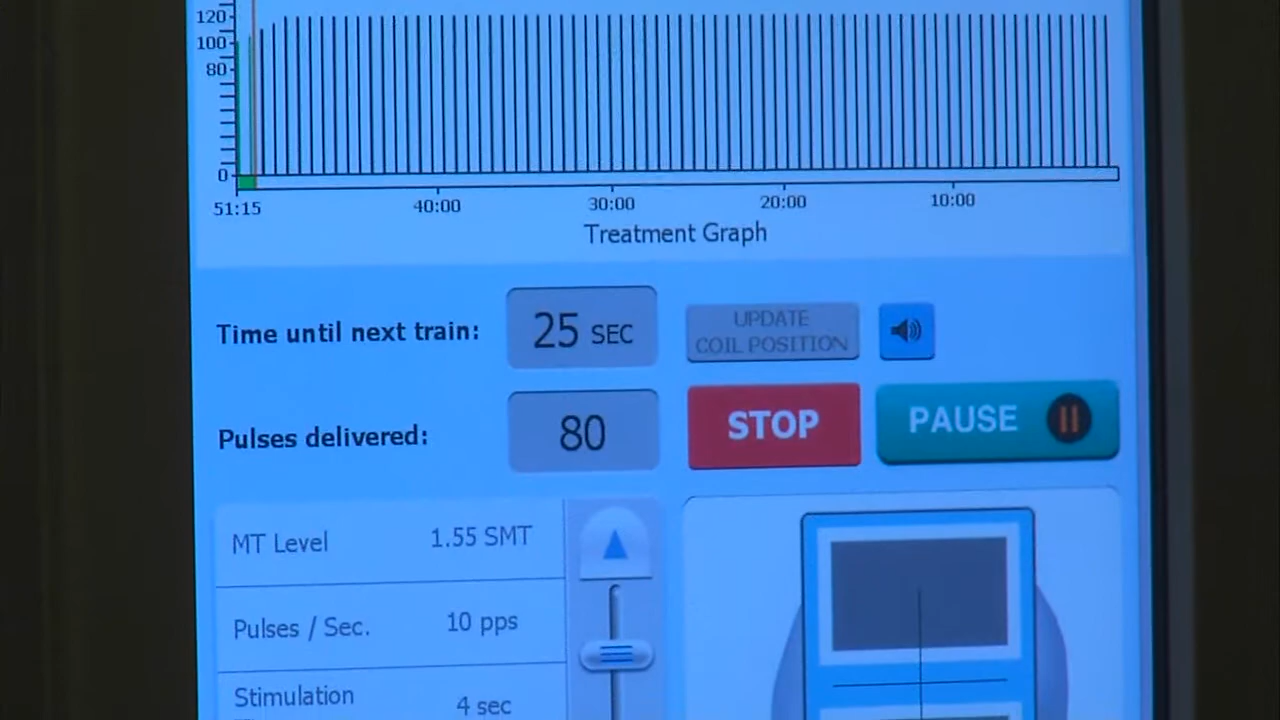 120
100
80
0
51:15 40:00 30:00 20:00 10:00
Treatment Graph
Time until next train: 25 SEC UPDATE COIL POSITION
Pulses delivered: 80 STOP PAUSE
MT Level 1.55 SMT
Pulses / Sec. 10 pps
Stimulation 4 sec